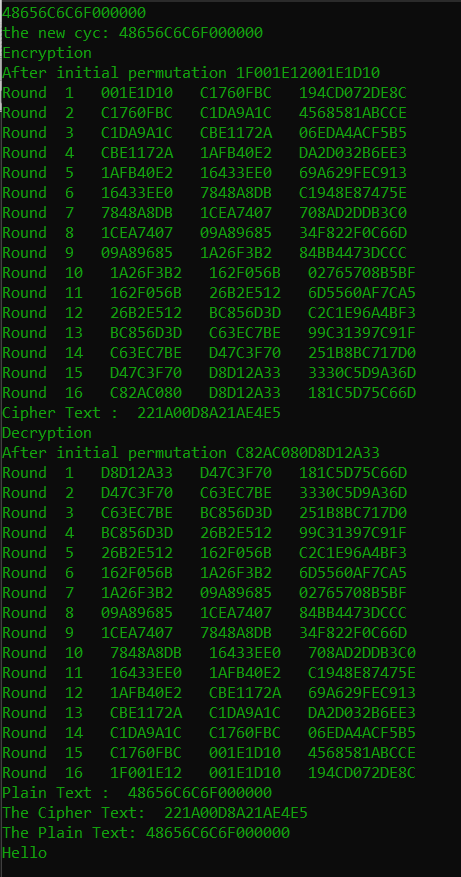 48656C6C6F000000
the new cyc: 48656C6C6F000000
Encryption
After initial permutation 1F001E12001E1D10
Round 1 001E1D10 C1760FBC 194CD072DE8C
Round 2 C1760FBC C1DA9A1C 4568581ABCCE
Round 3 C1DA9A1C CBE1172A 06EDA4ACF5B5
Round 4 CBE1172A 1AFB40E2 DA2D032B6EE3
Round 5 1AFB40E2 16433EE0 69A629FEC913
Round 6 16433EE0 7848A8DB C1948E87475E
Round 7 7848A8DB 1CEA7407 708AD2DDB3C0
Round 8 1CEA7407 09A89685 34F822F0C66D
Round 9 09A89685 1A26F3B2 84BB4473DCCC
Round 10 1A26F3B2 162F056B 02765708B5BF
Round 11 162F056B 26B2E512 6D5560AF7CA5
Round 12 26B2E512 BC856D3D C2C1E96A4BF3
Round 13 BC856D3D C63EC7BE 99C31397C91F
Round 14 C63EC7BE D47C3F70 251B8BC717D0
Round 15 D47C3F70 D8D12A33 3330C5D9A36D
Round 16 C82AC080 D8D12A33 181C5D75C66D
Cipher Text : 221A00D8A21AE4E5
Decryption
After initial permutation C82AC080D8D12A33
Round 1 D8D12A33 D47C3F70 181C5D75C66D
Round 2 D47C3F70 C63EC7BE 3330C5D9A36D
Round 3 C63EC7BE BC856D3D 251B8BC717D0
Round 4 BC856D3D 26B2E512 99C31397C91F
Round 5 26B2E512 162F056B C2C1E96A4BF3
Round 6 162F056B 1A26F3B2 6D5560AF7CA5
Round 7 1A26F3B2 09A89685 02765708B5BF
Round 8 09A89685 1CEA7407 84BB4473DCCC
Round 9 1CEA7407 7848A8DB 34F822F0C66D
Round 10 7848A8DB 16433EE0 708AD2DDB3C0
Round 11 16433EE0 1AFB40E2 C1948E87475E
Round 12 1AFB40E2 CBE1172A 69A629FEC913
Round 13 CBE1172A C1DA9A1C DA2D032B6EE3
Round 14 C1DA9A1C C1760FBC 06EDA4ACF5B5
Round 15 C1760FBC 001E1D10 4568581ABCCE
Round 16 1F001E12 001E1D10 194CD072DE8C
Plain Text : 48656C6C6F000000
The Cipher Text: 221A00D8A21AE4E5
The Plain Text: 48656C6C6F000000
Hello